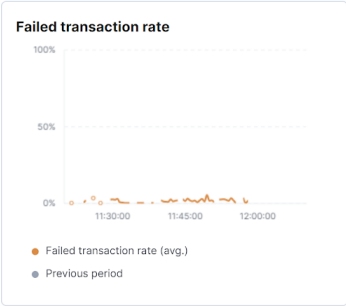 Failed transaction rate
100%
50%
0%
11:30:00 11:45:00 12:00:00
Failed transaction rate (avg.)
Previous period